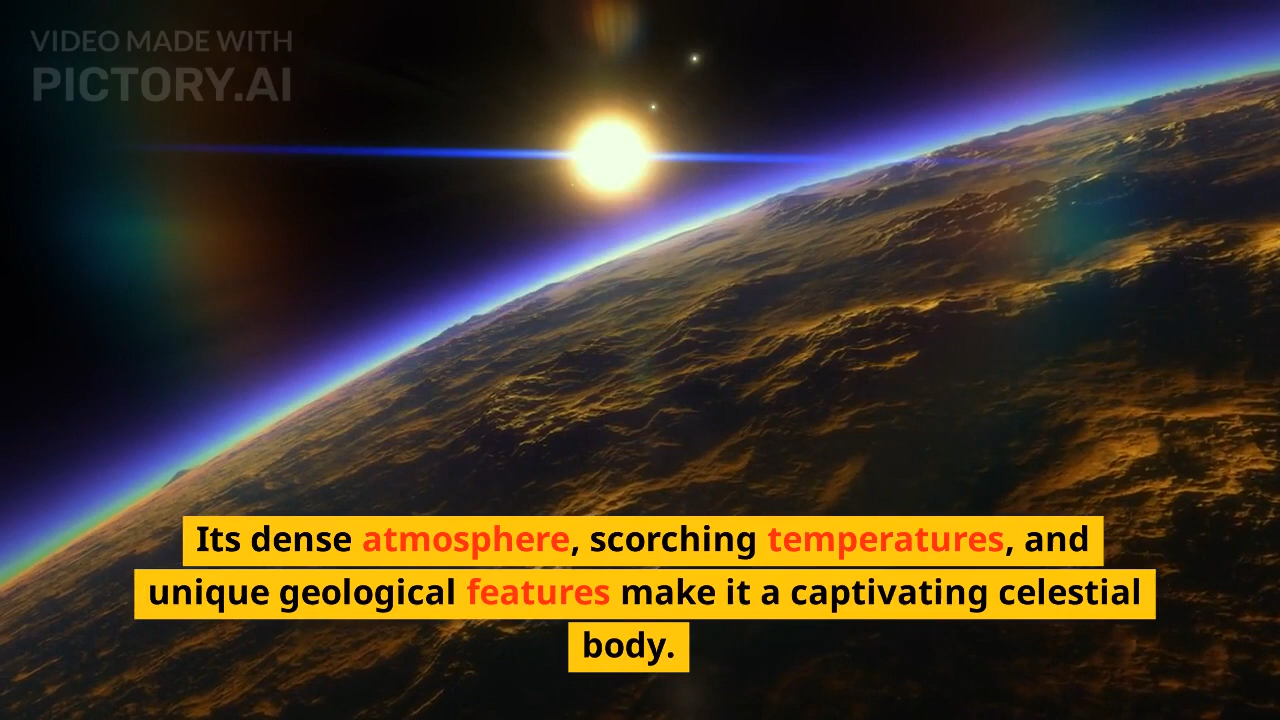 VIDEO MADE WITH
PICTORY.AI
Its dense atmosphere, scorching temperatures, and
unique geological features make it a captivating celestial
body.